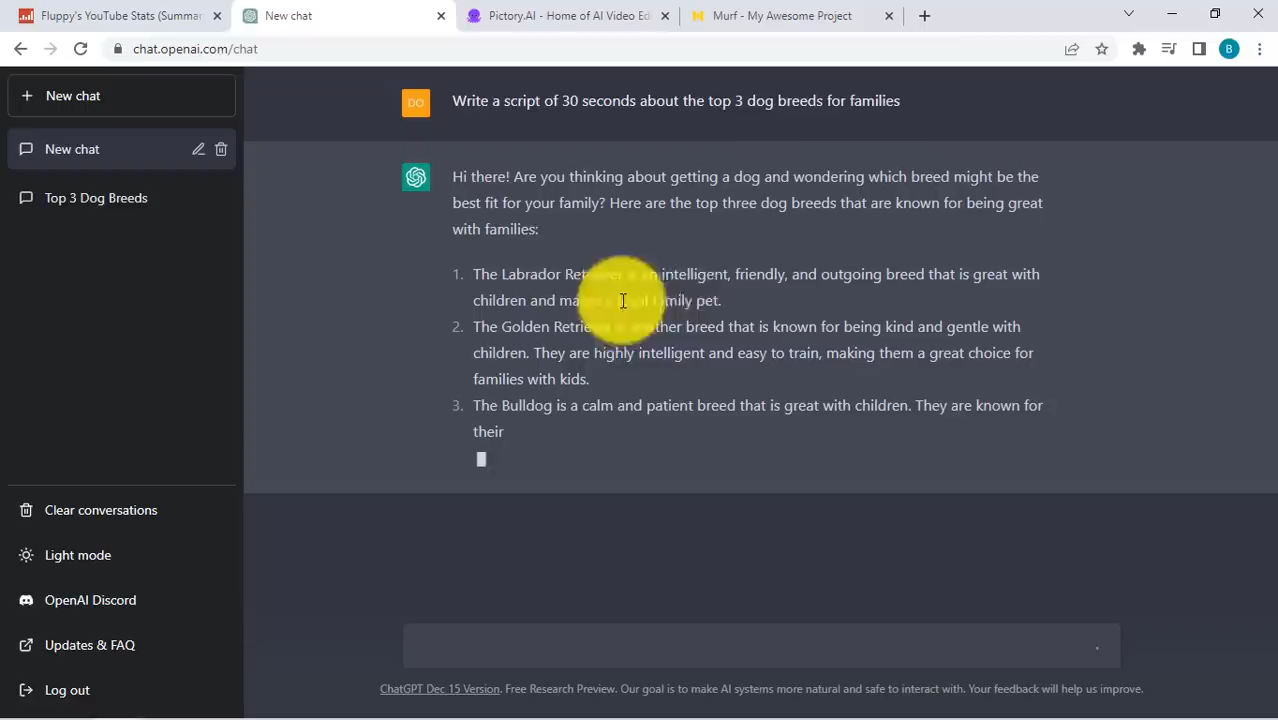 Fluppy's YouTube Stats (Summar
New chat
Pictory.AI - Home of AI Video Ed
Murf - My Awesome Project
chat.openai.com/chat
B
New chat
New chat
Top 3 Dog Breeds
Clear conversations
Light mode
OpenAI Discord
Updates & FAQ
Log out
DO
Write a script of 30 seconds about the top 3 dog breeds for families
Hi there! Are you thinking about getting a dog and wondering which breed might be the
best fit for your family? Here are the top three dog breeds that are known for being great
with families:
1. The Labrador Retriever is an intelligent, friendly, and outgoing breed that is great with
children and family pet.
2. The Golden Retriever is another breed that is known for being kind and gentle with
children. They are highly intelligent and easy to train, making them a great choice for
families with kids.
3. The Bulldog is a calm and patient breed that is great with children. They are known for
their
ChatGPT Dec 15 Version. Free Research Preview. Our goal is to make AI systems more natural and safe to interact with. Your feedback will help us improve.